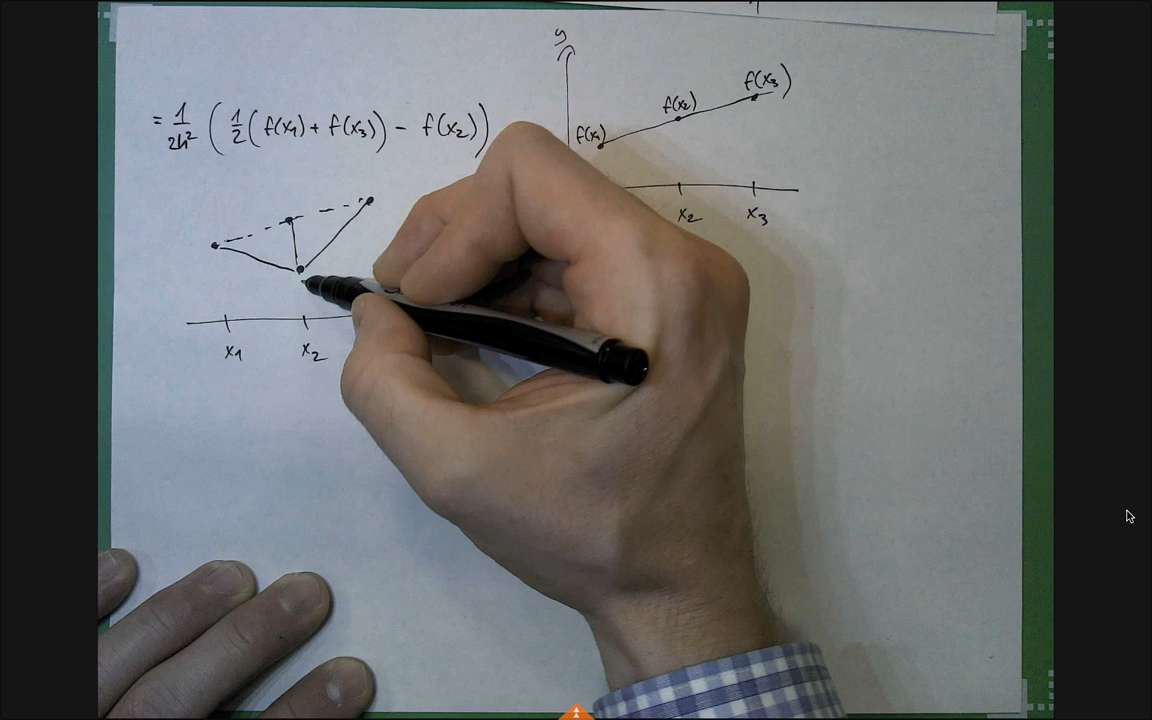 y
= 1/2h² ( 1/2 ( f(x₁) + f(x₃) ) - f(x₂) )
f(x₁) f(x₂) f(x₃)
x₂ x₃
x₁ x₂